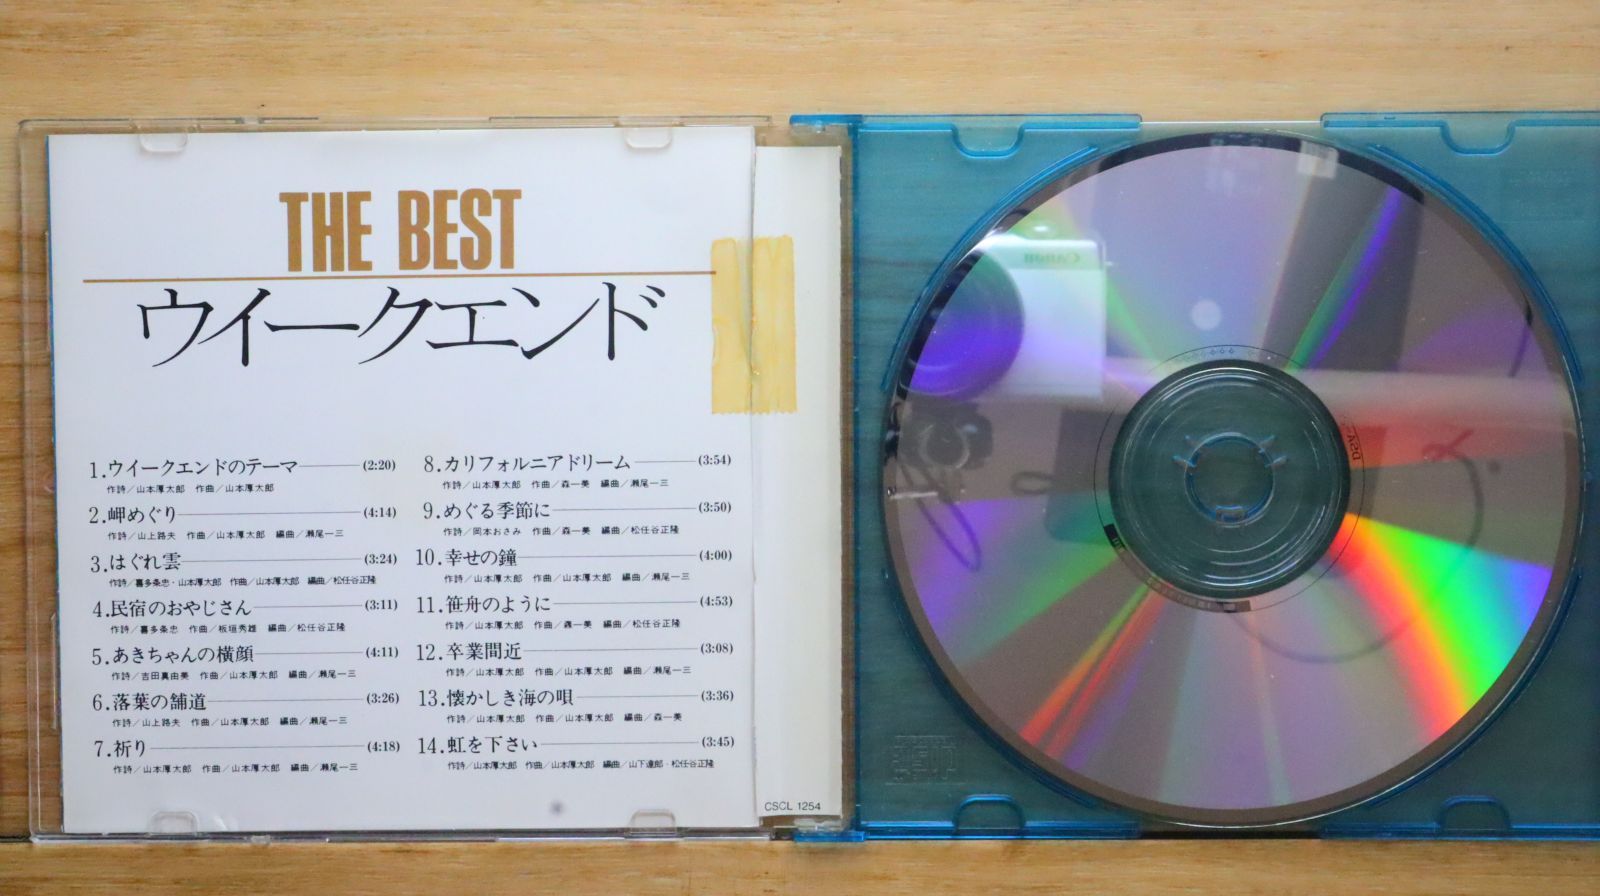 THE BEST
ウイークエンド
1.ウイークエンドのテーマ (2:20)
作詩/山本厚太郎 作曲/山本厚太郎
2.岬めぐり (4:14)
作詩/山上路夫 作曲/山本厚太郎 編曲/瀬尾一三
3.はぐれ雲 (3:24)
作詩/喜多条忠・山本厚太郎 作曲/山本厚太郎 編曲/松任谷正隆
4.民宿のおやじさん (3:11)
作詩/喜多条忠 作曲/板垣秀雄 編曲/松任谷正隆
5.あきちゃんの横顔 (4:11)
作詩/吉田真由美 作曲/山本厚太郎 編曲/瀬尾一三
6.落葉の舗道 (3:26)
作詩/山上路夫 作曲/山本厚太郎 編曲/瀬尾一三
7.祈り (4:18)
作詩/山本厚太郎 作曲/山本厚太郎 編曲/瀬尾一三
8.カリフォルニアドリーム (3:54)
作詩/山本厚太郎 作曲/森一美 編曲/瀬尾一三
9.めぐる季節に (3:50)
作詩/岡本おさみ 作曲/森一美 編曲/松任谷正隆
10.幸せの鐘 (4:00)
作詩/山本厚太郎 作曲/山本厚太郎 編曲/瀬尾一三
11.笹舟のように (4:53)
作詩/山本厚太郎 作曲/森一美 編曲/松任谷正隆
12.卒業間近 (3:08)
作詩/山本厚太郎 作曲/山本厚太郎 編曲/瀬尾一三
13.懐かしき海の唄 (3:36)
作詩/山本厚太郎 作曲/山本厚太郎 編曲/森一美
14.虹を下さい (3:45)
作詩/山本厚太郎 作曲/山本厚太郎 編曲/山下達郎・松任谷正隆
CSCL 1254
Canon